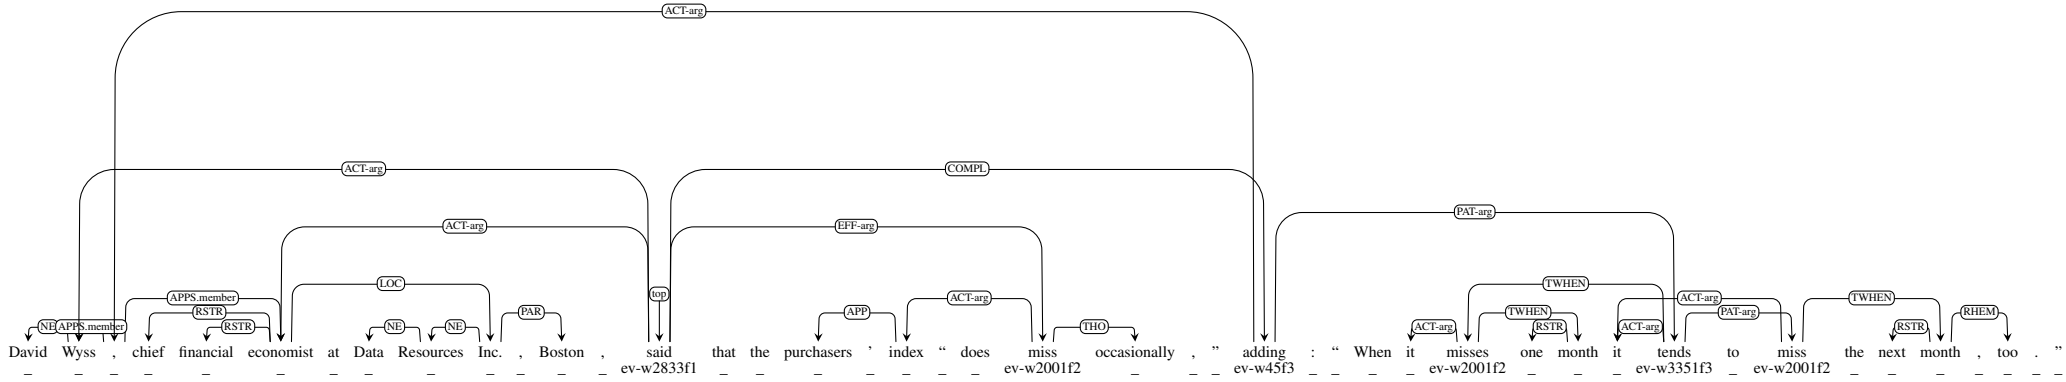 ACT-arg
ACT-arg COMPL
PAT-arg
ACT-arg EFF-arg
LOC TWHEN
top
APPS.member ACT-arg ACT-arg TWHEN
RSTR PAR APP TWHEN PAT-arg RHEM
NE APPS.member RSTR NE NE THO ACT-arg RSTR ACT-arg RSTR
David Wyss , chief financial economist at Data Resources Inc. , Boston , said that the purchasers ’ index “ does miss occasionally , ” adding : “ When it misses one month it tends to miss the next month , too . ”
_ _ _ _ _ _ _ _ _ _ _ _ _ ev-w2833f1 _ _ _ _ _ _ _ ev-w2001f2 _ _ _ ev-w45f3 _ _ _ _ ev-w2001f2 _ _ _ ev-w3351f3 _ ev-w2001f2 _ _ _ _ _ _ _